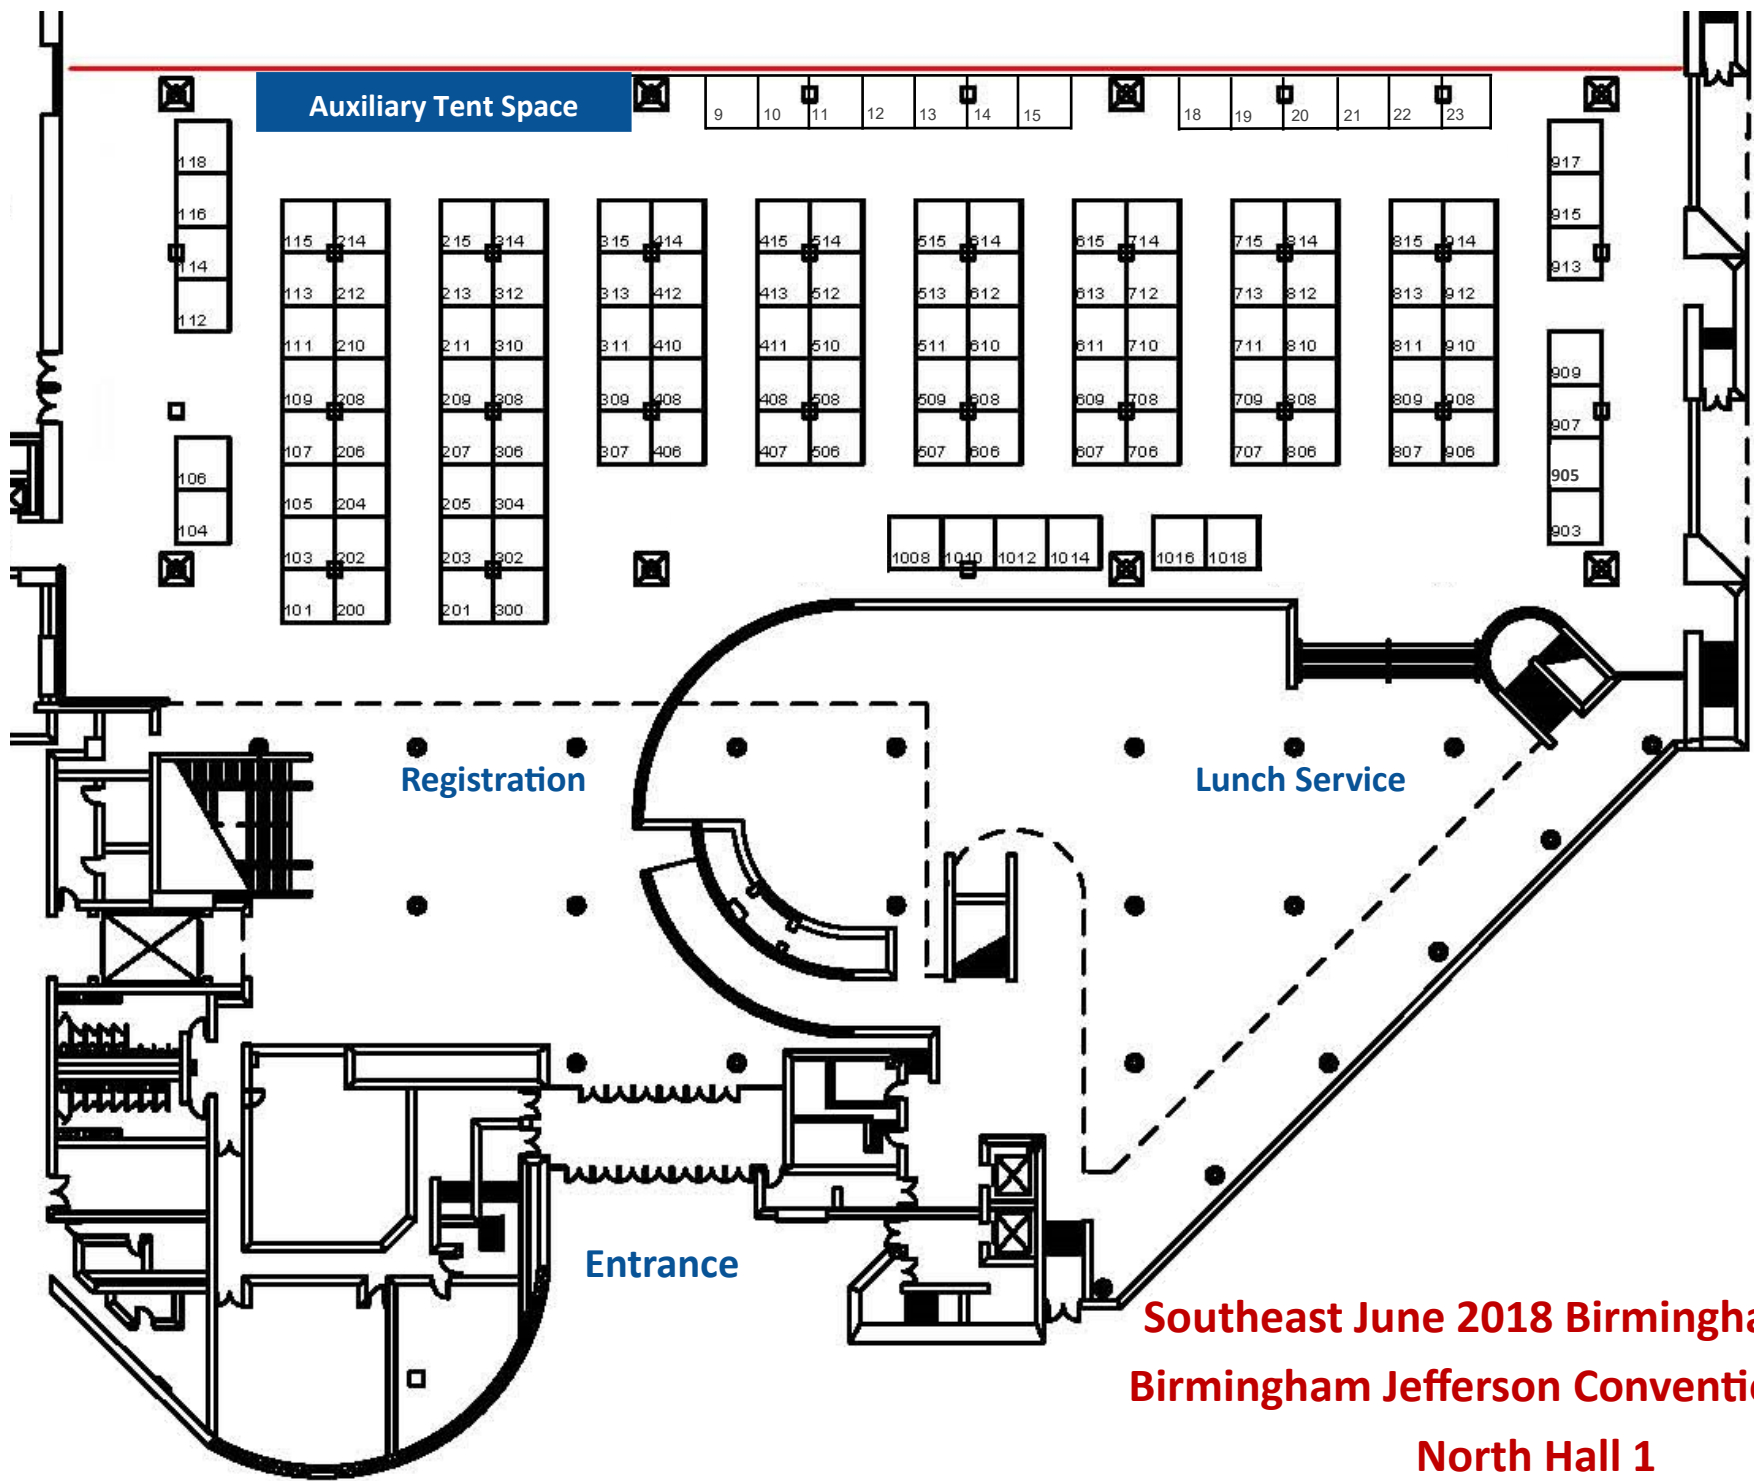 Auxiliary Tent Space
9 10 11 12 13 14 15 18 19 20 21 22 23
118 917
116 915
115 214 215 314 315 414 415 514 515 614 615 714 715 814 815 914
114 913
113 212 213 312 313 412 413 512 513 612 613 712 713 812 813 912
112
111 210 211 310 311 410 411 510 511 610 611 710 711 810 811 910
909
109 208 209 308 309 408 408 508 509 608 609 708 709 808 809 908
907
107 206 207 306 307 406 407 506 507 606 607 706 707 806 807 906
106 905
105 204 205 304
104 903
103 202 203 302 1008 1010 1012 1014 1016 1018
101 200 201 300
Registration Lunch Service
Entrance
Southeast June 2018
Birmingham Jefferson
North Hall 1